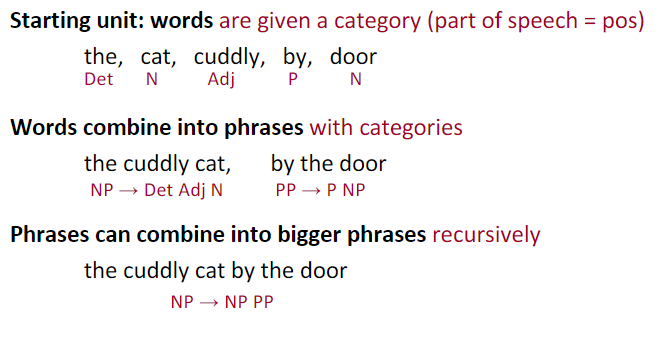 Starting unit: words are given a category (part of speech = pos)
the, cat, cuddly, by, door
Det N Adj P N
Words combine into phrases with categories
the cuddly cat, by the door
NP → Det Adj N PP → P NP
Phrases can combine into bigger phrases recursively
the cuddly cat by the door
NP → NP PP